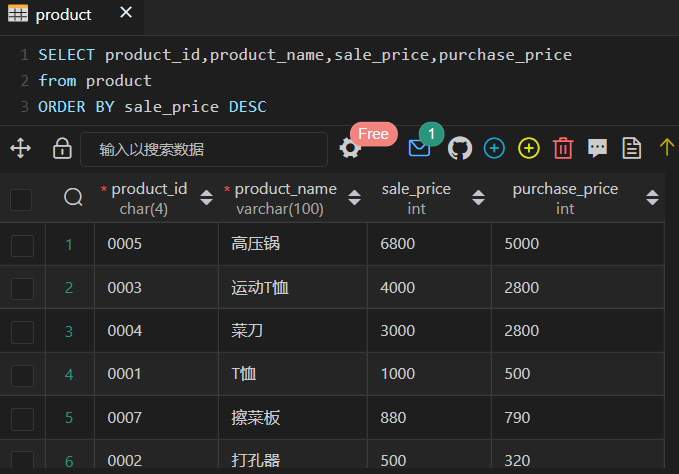 product
1 SELECT product_id,product_name,sale_price,purchase_price
2 from product
3 ORDER BY sale_price DESC
输入以搜索数据 Free 1
* product_id * product_name sale_price purchase_price
char(4) varchar(100) int int
1 0005 高压锅 6800 5000
2 0003 运动T恤 4000 2800
3 0004 菜刀 3000 2800
4 0001 T恤 1000 500
5 0007 擦菜板 880 790
6 0002 打孔器 500 320